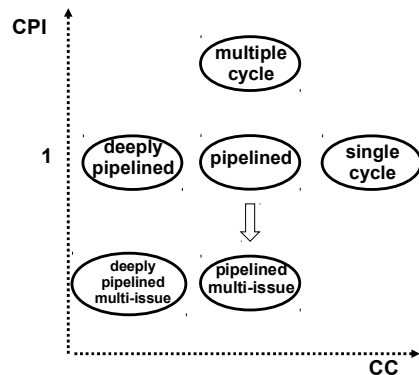 CPI
multiple
cycle
1
deeply
pipelined
pipelined
single
cycle
deeply
pipelined
multi-issue
pipelined
multi-issue
CC